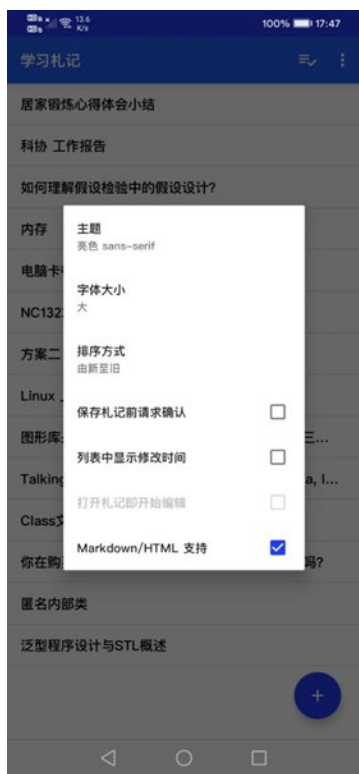 13.6
K/s
100%
17:47
学习札记
居家锻炼心得体会小结
科协 工作报告
如何理解假设检验中的假设设计?
内存
主题
亮色 sans-serif
电脑卡
字体大小
大
NC132
方案二
排序方式
由新至旧
Linux
保存札记前请求确认
图形库
三...
列表中显示修改时间
Talking
a, I...
打开札记即开始编辑
Class文
Markdown/HTML 支持
你在购
吗?
匿名内部类
泛型程序设计与STL概述